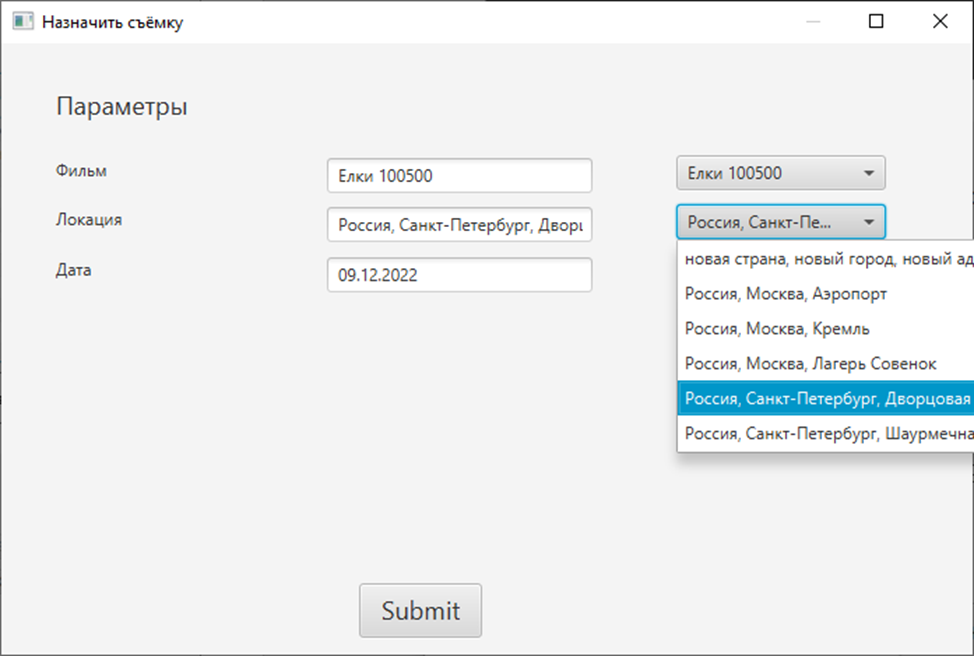 Назначить съёмку
Параметры
Фильм
Елки 100500
Елки 100500
Локация
Россия, Санкт-Петербург, Дворц
Россия, Санкт-Пе...
Дата
09.12.2022
новая страна, новый город, новый ад
Россия, Москва, Аэропорт
Россия, Москва, Кремль
Россия, Москва, Лагерь Совенок
Россия, Санкт-Петербург, Дворцовая
Россия, Санкт-Петербург, Шаурмечна
Submit